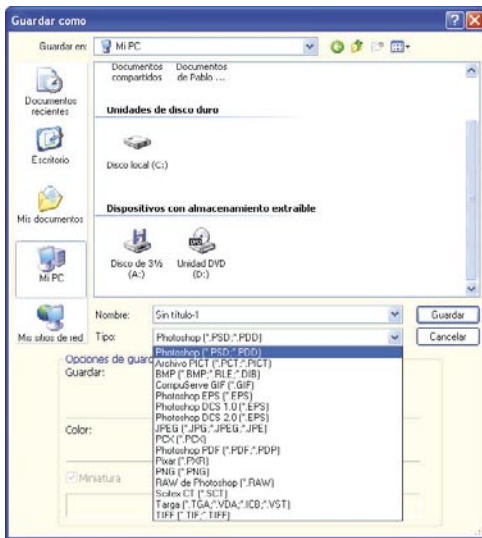 Guardar como
Guardar en:
Mi PC
Documentos compartidos
Documentos de Pablo ...
Documentos recientes
Unidades de disco duro
Escritorio
Disco local (C:)
Mis documentos
Dispositivos con almacenamiento extraíble
Mi PC
Disco de 3½ (A:)
Unidad DVD (D:)
Mis sitios de red
Nombre:
Sin título-1
Guardar
Tipo:
Photoshop (*.PSD;*.PDD)
Cancelar
Opciones de guar
Guardar:
Color:
Miniatura
Photoshop (*.PSD;*.PDD)
Archivo PICT (*.PCT;*.PICT)
BMP (*.BMP;*.RLE;*.DIB)
CompuServe GIF (*.GIF)
Photoshop EPS (*.EPS)
Photoshop DCS 1.0 (*.EPS)
Photoshop DCS 2.0 (*.EPS)
JPEG (*.JPG;*.JPEG;*.JPE)
PCX (*.PCX)
Photoshop PDF (*.PDF;*.PDP)
Pixar (*.PXR)
PNG (*.PNG)
RAW de Photoshop (*.RAW)
Scitex CT (*.SCT)
Targa (*.TGA;*.VDA;*.ICB;*.VST)
TIFF (*.TIF;*.TIFF)